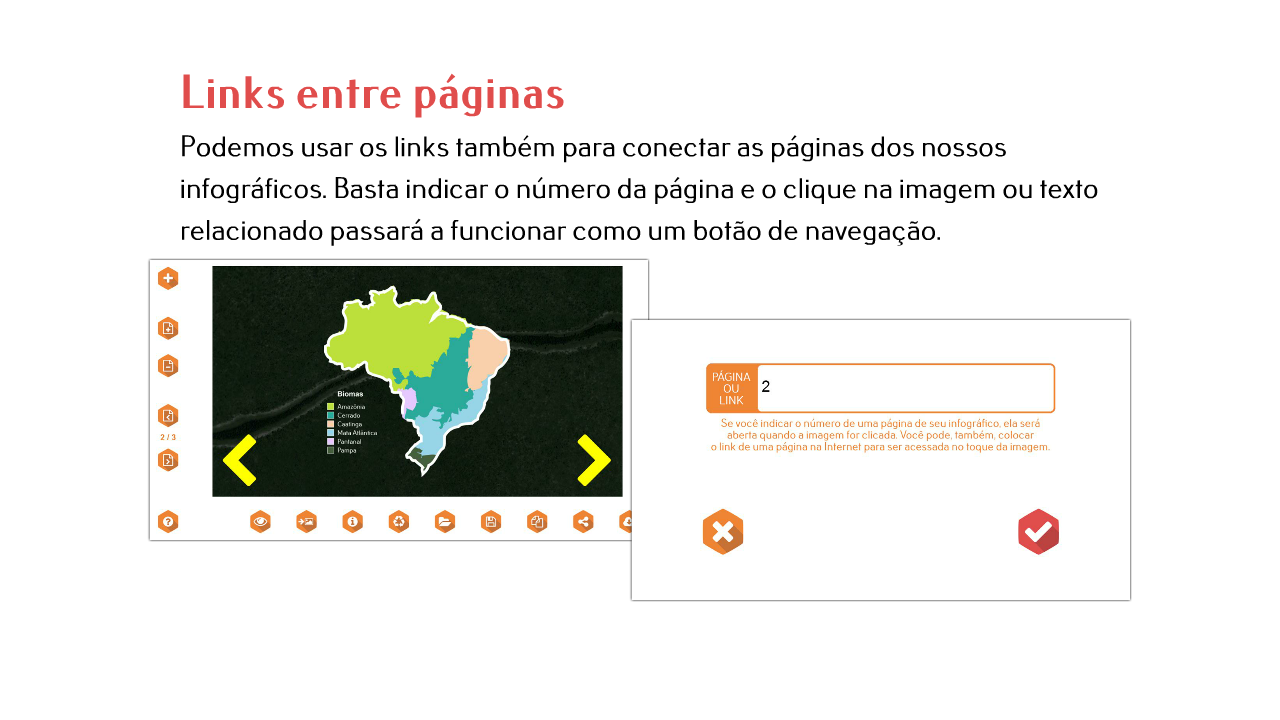 Links entre páginas
Podemos usar os links também para conectar as páginas dos nossos
infográficos. Basta indicar o número da página e o clique na imagem ou texto
relacionado passará a funcionar como um botão de navegação.
2 / 3
Biomas
Amazônia
Cerrado
Caatinga
Mata Atlântica
Pantanal
Pampa
PÁGINA
OU
LINK
2
Se você indicar o número de uma página de seu infográfico, ela será
aberta quando a imagem for clicada. Você pode, também, colocar
o link de uma página na Internet para ser acessada no toque da imagem.